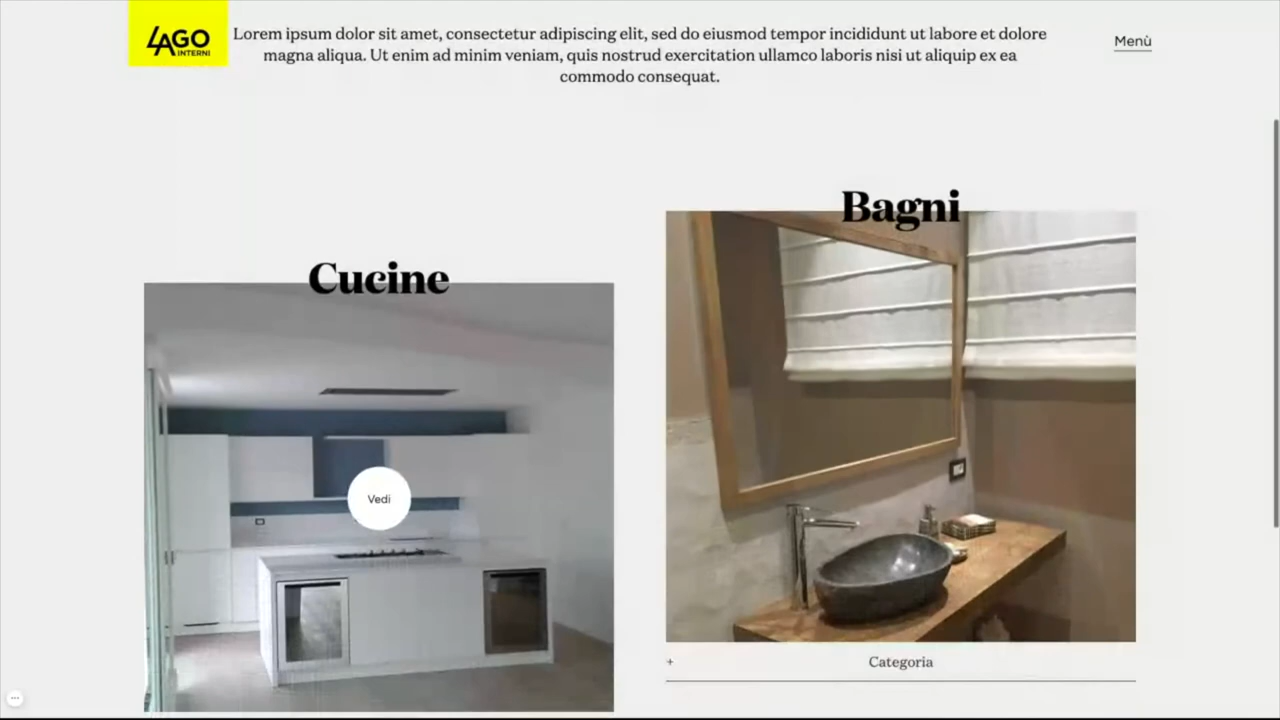 LAGO
INTERNI
Lorem ipsum dolor sit amet, consectetur adipiscing elit, sed do eiusmod tempor incididunt ut labore et dolore
magna aliqua. Ut enim ad minim veniam, quis nostrud exercitation ullamco laboris nisi ut aliquip ex ea
commodo consequat.
Menù
Bagni
Cucine
Vedi
+ Categoria